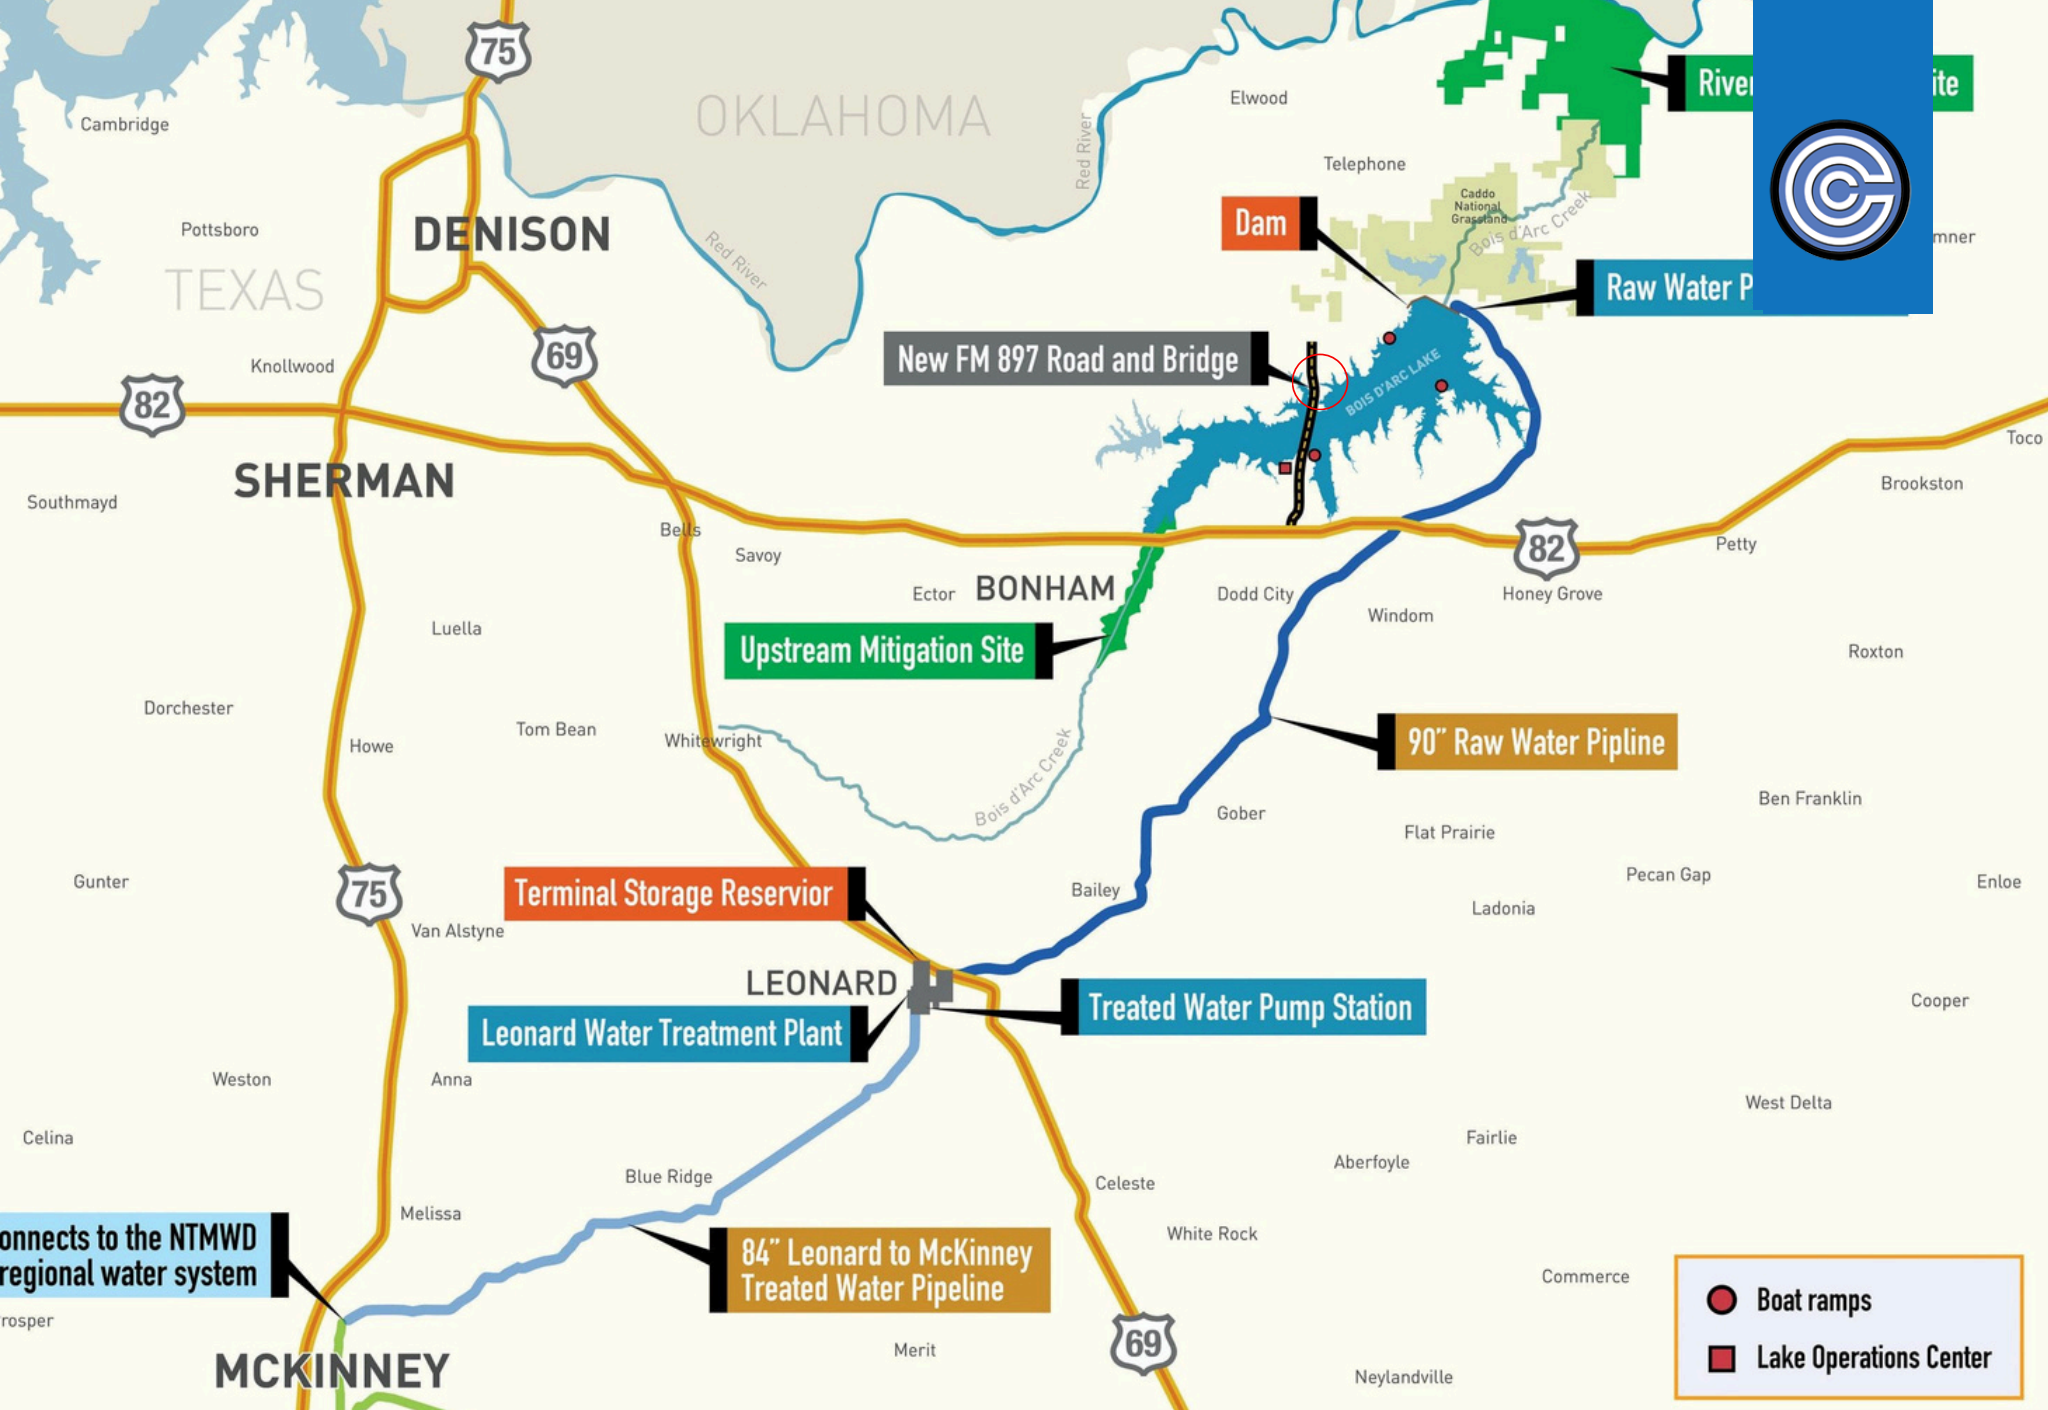 75
OKLAHOMA
Elwood
Cambridge
Red River
Telephone
Caddo
National
Grassland
Bois d'Arc Creek
Dam
Pottsboro
DENISON
Red River
TEXAS
Raw Water
New FM 897 Road and Bridge
69
Knollwood
82
BOIS D'ARC LAKE
Toco
SHERMAN
Brookston
Southmayd
Bells
Savoy
82
Petty
Ector
BONHAM
Dodd City
Honey Grove
Windom
Luella
Upstream Mitigation Site
Roxton
Dorchester
Tom Bean
Howe
Whitewright
90” Raw Water Pipline
Bois d'Arc Creek
Ben Franklin
Gober
Flat Prairie
Gunter
75
Terminal Storage Reservior
Bailey
Pecan Gap
Enloe
Ladonia
Van Alstyne
LEONARD
Treated Water Pump Station
Cooper
Leonard Water Treatment Plant
Weston
Anna
West Delta
Celina
Fairlie
Aberfoyle
Blue Ridge
Celeste
Melissa
White Rock
onnects to the NTMWD
regional water system
84” Leonard to McKinney
Treated Water Pipeline
Commerce
rosper
69
Merit
MCKINNEY
Neylandville
Boat ramps
Lake Operations Center